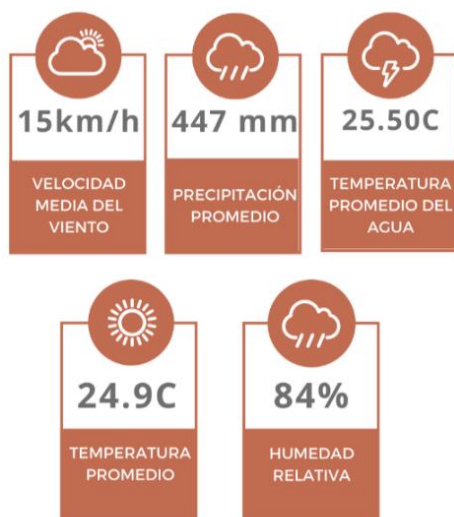 15km/h
VELOCIDAD
MEDIA DEL
VIENTO
447 mm
PRECIPITACIÓN
PROMEDIO
25.50C
TEMPERATURA
PROMEDIO DEL
AGUA
24.9C
TEMPERATURA
PROMEDIO
84%
HUMEDAD
RELATIVA